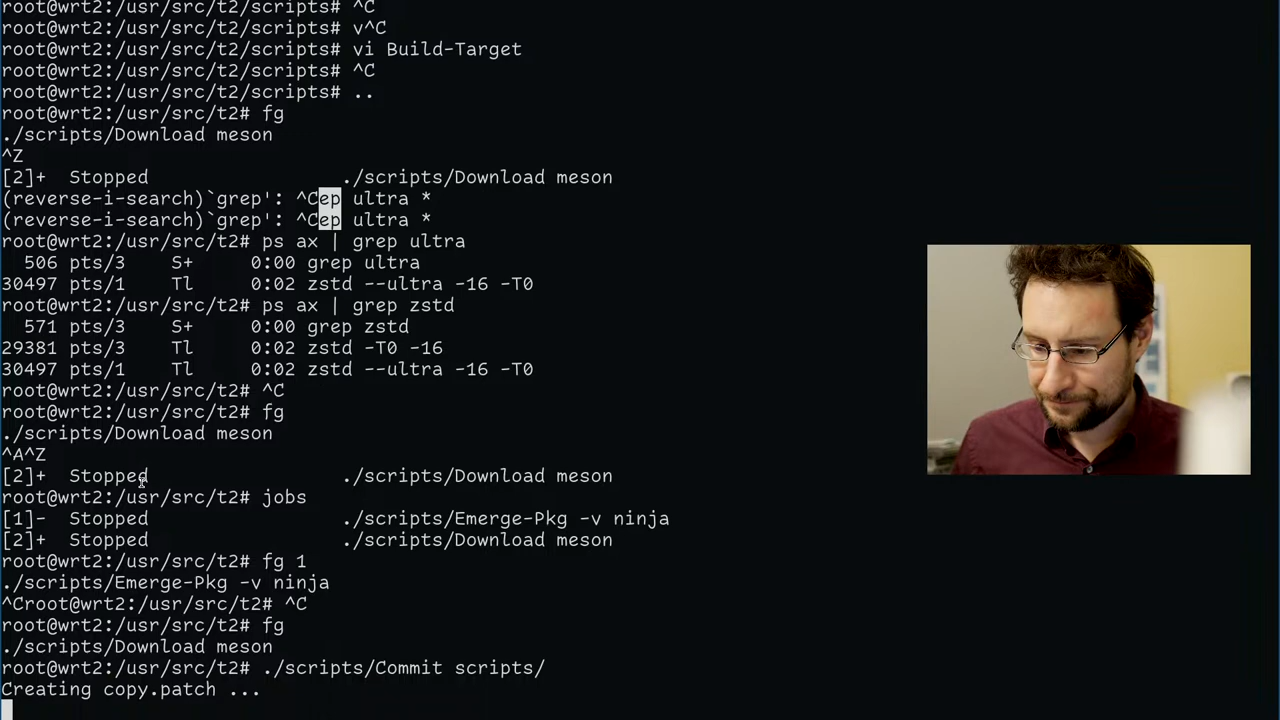 root@wrt2:/usr/src/t2/scripts# ^C
root@wrt2:/usr/src/t2/scripts# v^C
root@wrt2:/usr/src/t2/scripts# vi Build-Target
root@wrt2:/usr/src/t2/scripts# ^C
root@wrt2:/usr/src/t2/scripts# ..
root@wrt2:/usr/src/t2# fg
./scripts/Download meson
^Z
[2]+  Stopped                 ./scripts/Download meson
(reverse-i-search)`grep': ^Cep ultra *
(reverse-i-search)`grep': ^Cep ultra *
root@wrt2:/usr/src/t2# ps ax | grep ultra
  506 pts/3    S+     0:00 grep ultra
30497 pts/1    Tl     0:02 zstd --ultra -16 -T0
root@wrt2:/usr/src/t2# ps ax | grep zstd
  571 pts/3    S+     0:00 grep zstd
29381 pts/3    Tl     0:02 zstd -T0 -16
30497 pts/1    Tl     0:02 zstd --ultra -16 -T0
root@wrt2:/usr/src/t2# ^C
root@wrt2:/usr/src/t2# fg
./scripts/Download meson
^A^Z
[2]+  Stopped                 ./scripts/Download meson
root@wrt2:/usr/src/t2# jobs
[1]-  Stopped                 ./scripts/Emerge-Pkg -v ninja
[2]+  Stopped                 ./scripts/Download meson
root@wrt2:/usr/src/t2# fg 1
./scripts/Emerge-Pkg -v ninja
^Croot@wrt2:/usr/src/t2# ^C
root@wrt2:/usr/src/t2# fg
./scripts/Download meson
root@wrt2:/usr/src/t2# ./scripts/Commit scripts/
Creating copy.patch ...